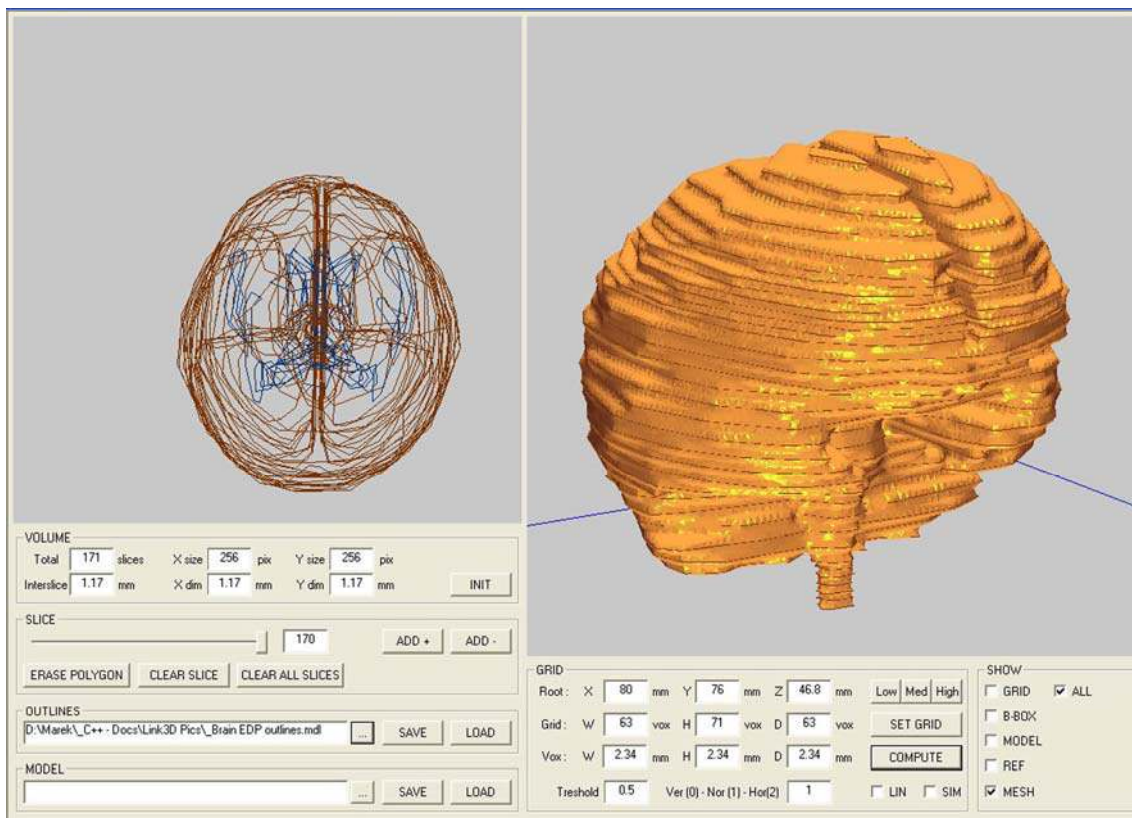 VOLUME
Total 171 slices X size 256 pix Y size 256 pix
Interslice 1.17 mm X dim 1.17 mm Y dim 1.17 mm INIT
SLICE
170 ADD + ADD -
ERASE POLYGON CLEAR SLICE CLEAR ALL SLICES
OUTLINES
D:\Marek\_C++ - Docs\Link3D Pics\_Brain EDP outlines.mdl ... SAVE LOAD
MODEL
... SAVE LOAD
GRID
Root : X 80 mm Y 76 mm Z 46.8 mm Low Med High
Grid : W 63 vox H 71 vox D 63 vox SET GRID
Vox : W 2.34 mm H 2.34 mm D 2.34 mm COMPUTE
Treshold 0.5 Ver (0) - Nor (1) - Hor(2) 1 LIN SIM
SHOW
GRID ALL
B-BOX
MODEL
REF
MESH